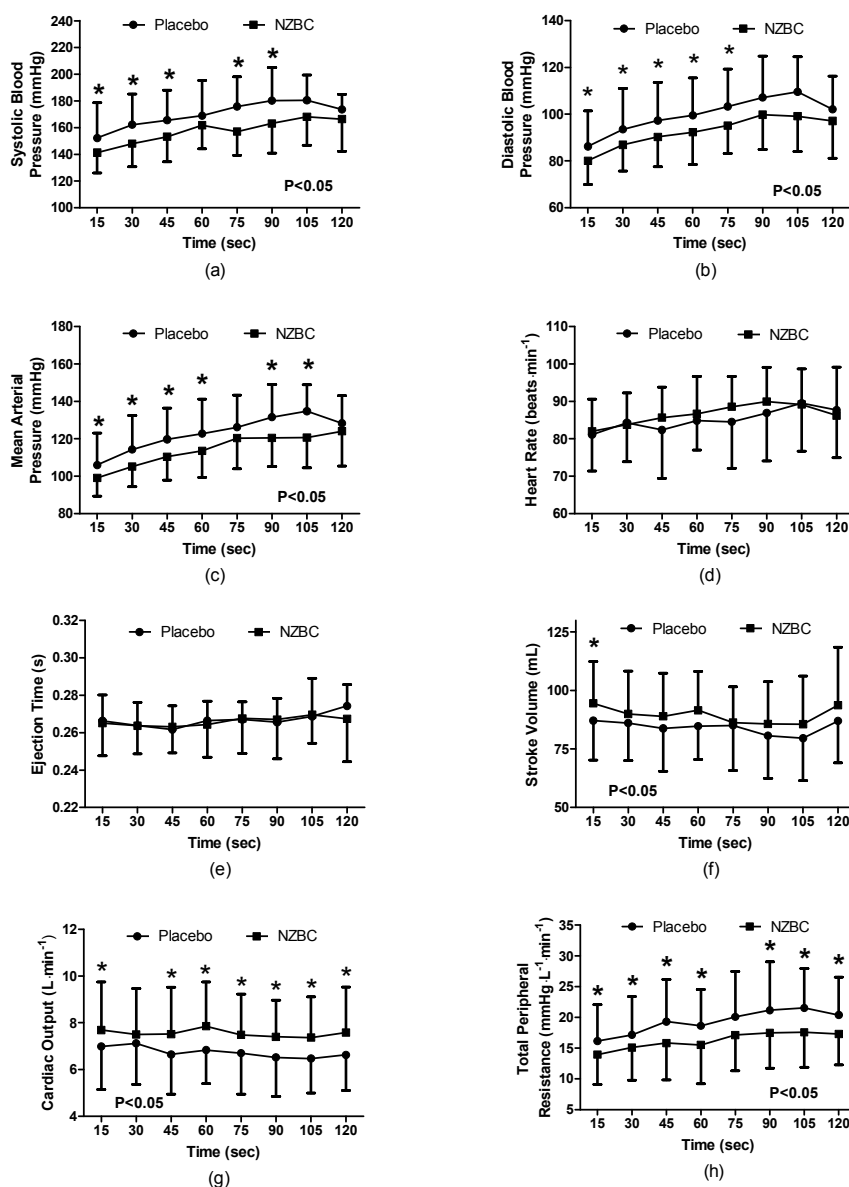 Placebo NZBC
240
220
200
180
160
140
120
100
Systolic Blood
Pressure (mmHg)
* * * * *
P<0.05
15 30 45 60 75 90 105 120
Time (sec)
(a)
Placebo NZBC
140
120
100
80
60
Diastolic Blood
Pressure (mmHg)
* * * * *
P<0.05
15 30 45 60 75 90 105 120
Time (sec)
(b)
Placebo NZBC
180
160
140
120
100
80
Mean Arterial
Pressure (mmHg)
* * * * * *
P<0.05
15 30 45 60 75 90 105 120
Time (sec)
(c)
Placebo NZBC
110
100
90
80
70
60
Heart Rate (beats·min⁻¹)
15 30 45 60 75 90 105 120
Time (sec)
(d)
Placebo NZBC
0.32
0.30
0.28
0.26
0.24
0.22
Ejection Time (s)
15 30 45 60 75 90 105 120
Time (sec)
(e)
Placebo NZBC
125
100
75
50
Stroke Volume (mL)
*
P<0.05
15 30 45 60 75 90 105 120
Time (sec)
(f)
Placebo NZBC
12
10
8
6
4
Cardiac Output (L·min⁻¹)
* * * * * * *
P<0.05
15 30 45 60 75 90 105 120
Time (sec)
(g)
Placebo NZBC
35
30
25
20
15
10
5
Total Peripheral
Resistance (mmHg·L⁻¹·min⁻¹)
* * * * * * *
P<0.05
15 30 45 60 75 90 105 120
Time (sec)
(h)